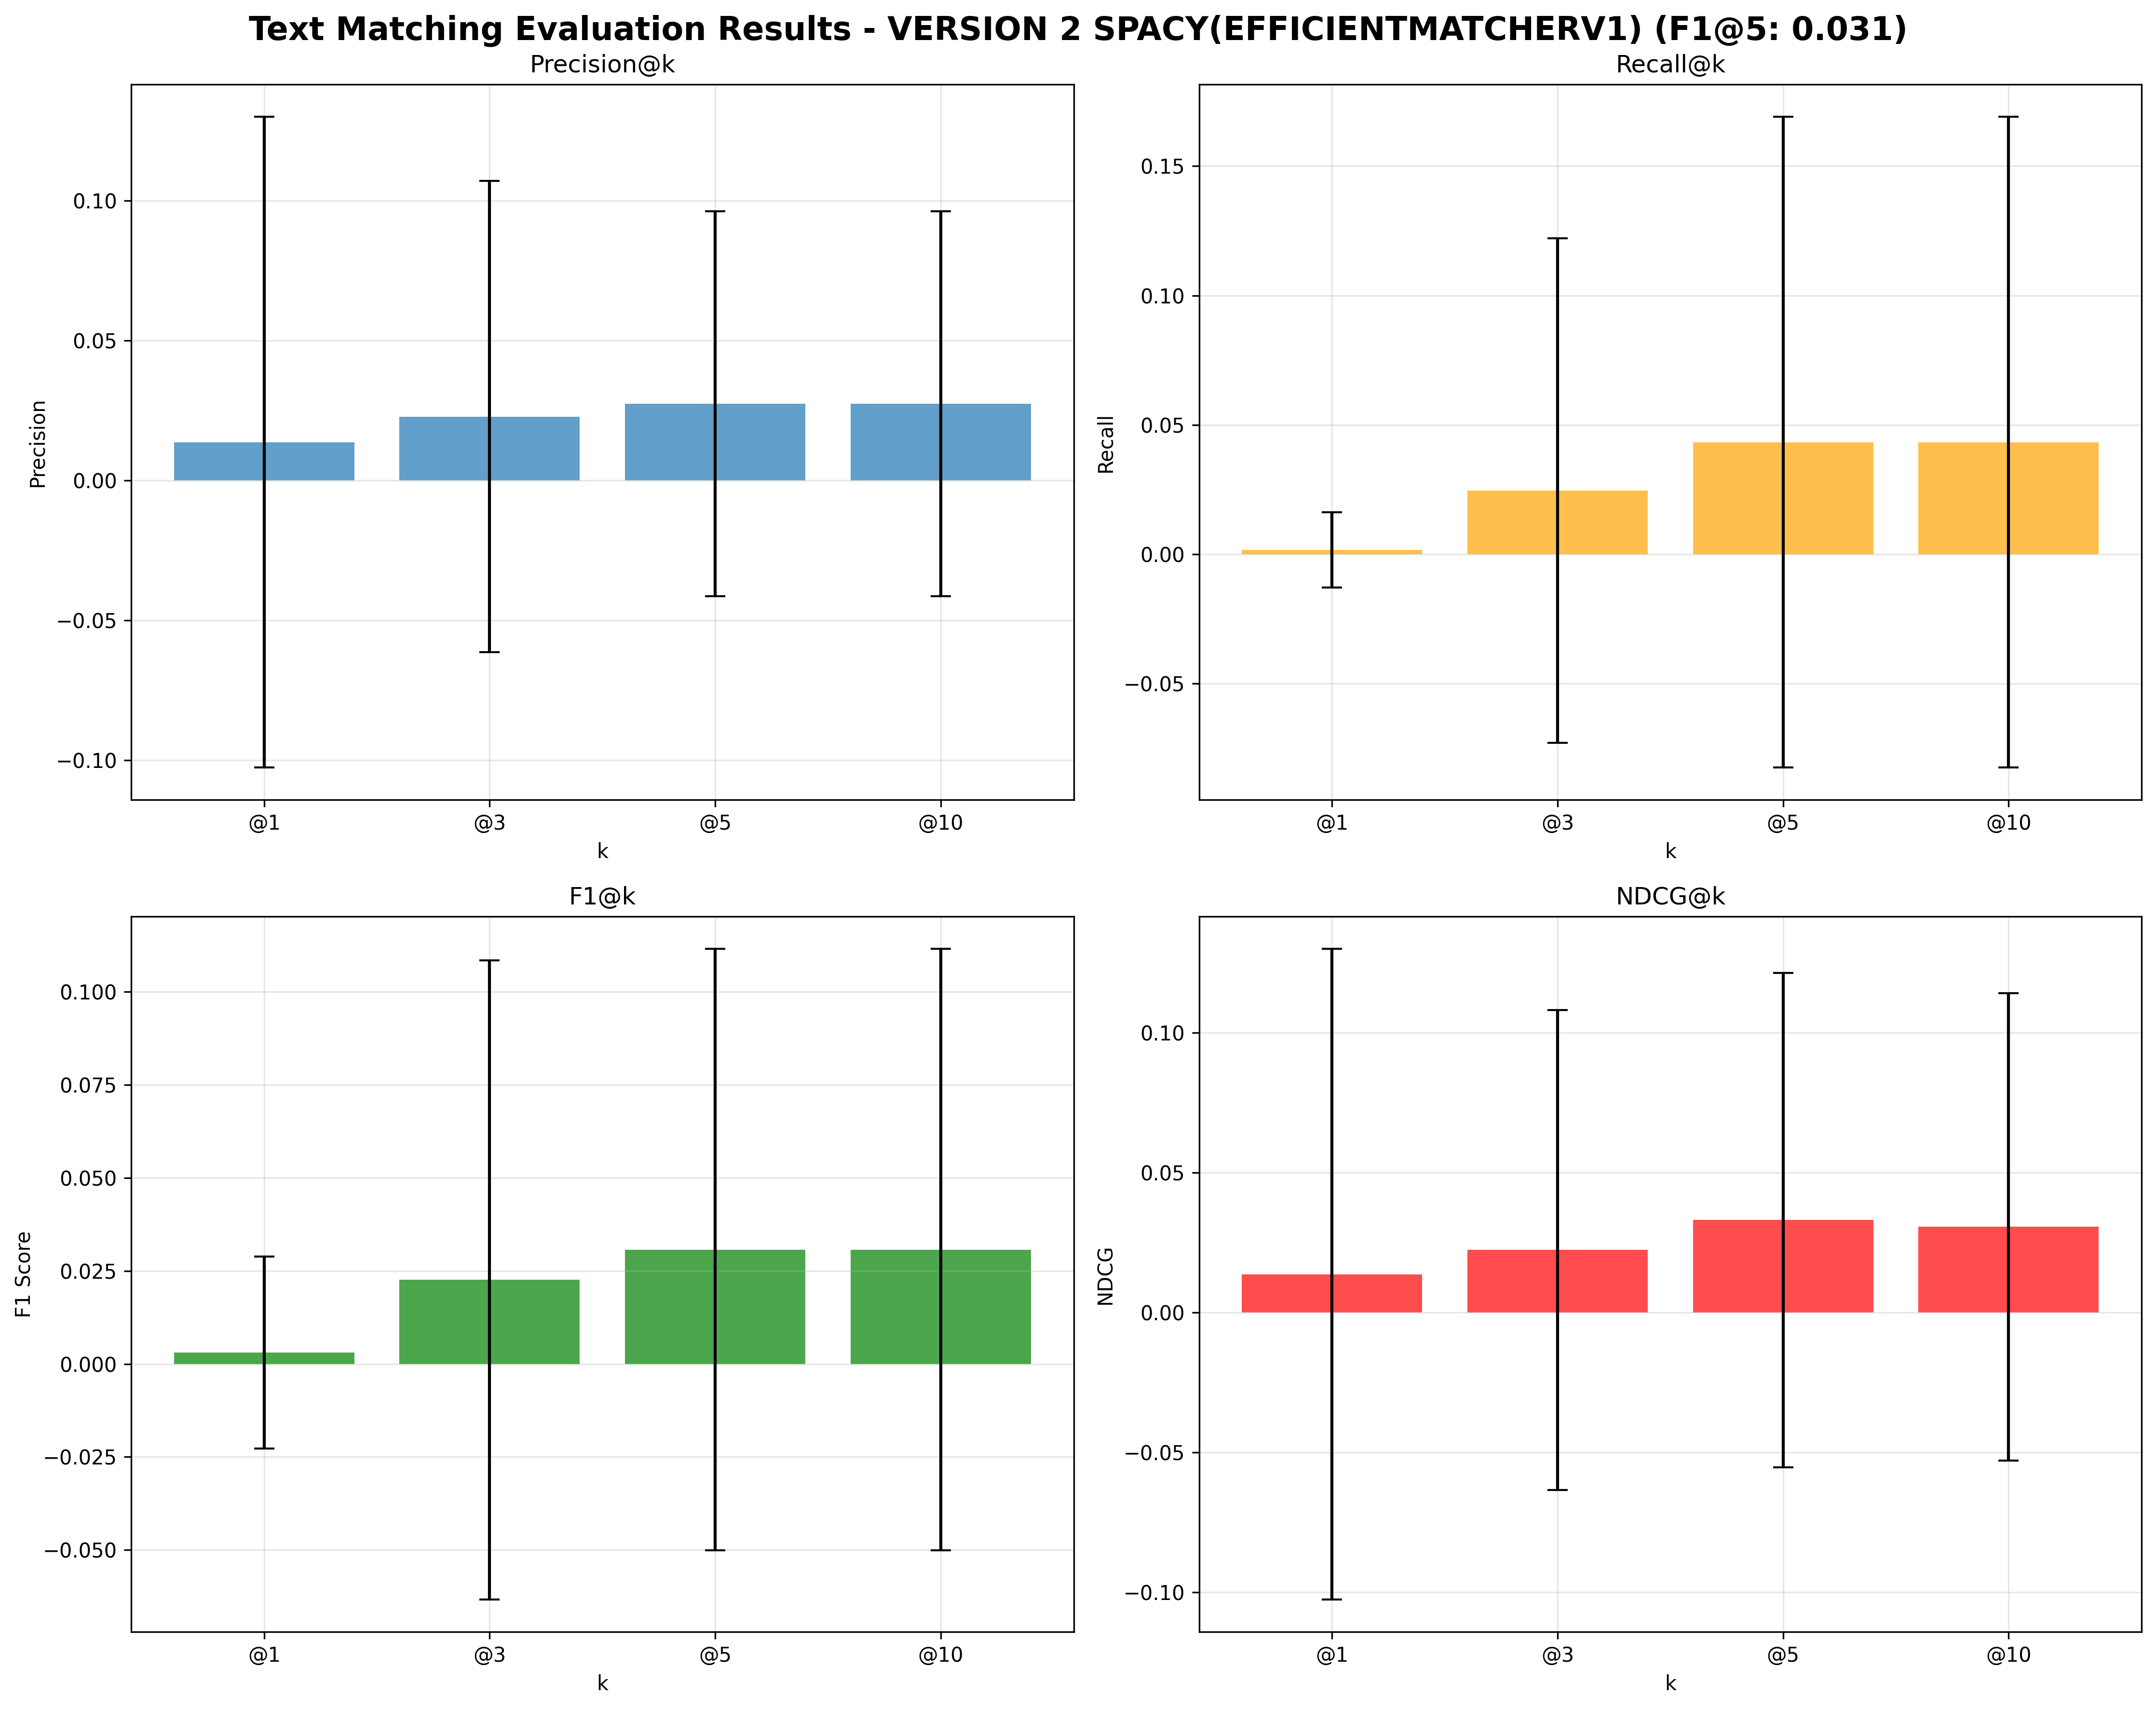 Text Matching Evaluation Results - VERSION 2 SPACY(EFFICIENTMATCHERV1) (F1@5: 0.031)
Precision@k
0.10
0.05
0.00
−0.05
−0.10
Precision
@1 @3 @5 @10
k
Recall@k
0.15
0.10
0.05
0.00
−0.05
Recall
@1 @3 @5 @10
k
F1@k
0.100
0.075
0.050
0.025
0.000
−0.025
−0.050
F1 Score
@1 @3 @5 @10
k
NDCG@k
0.10
0.05
0.00
−0.05
−0.10
NDCG
@1 @3 @5 @10
k